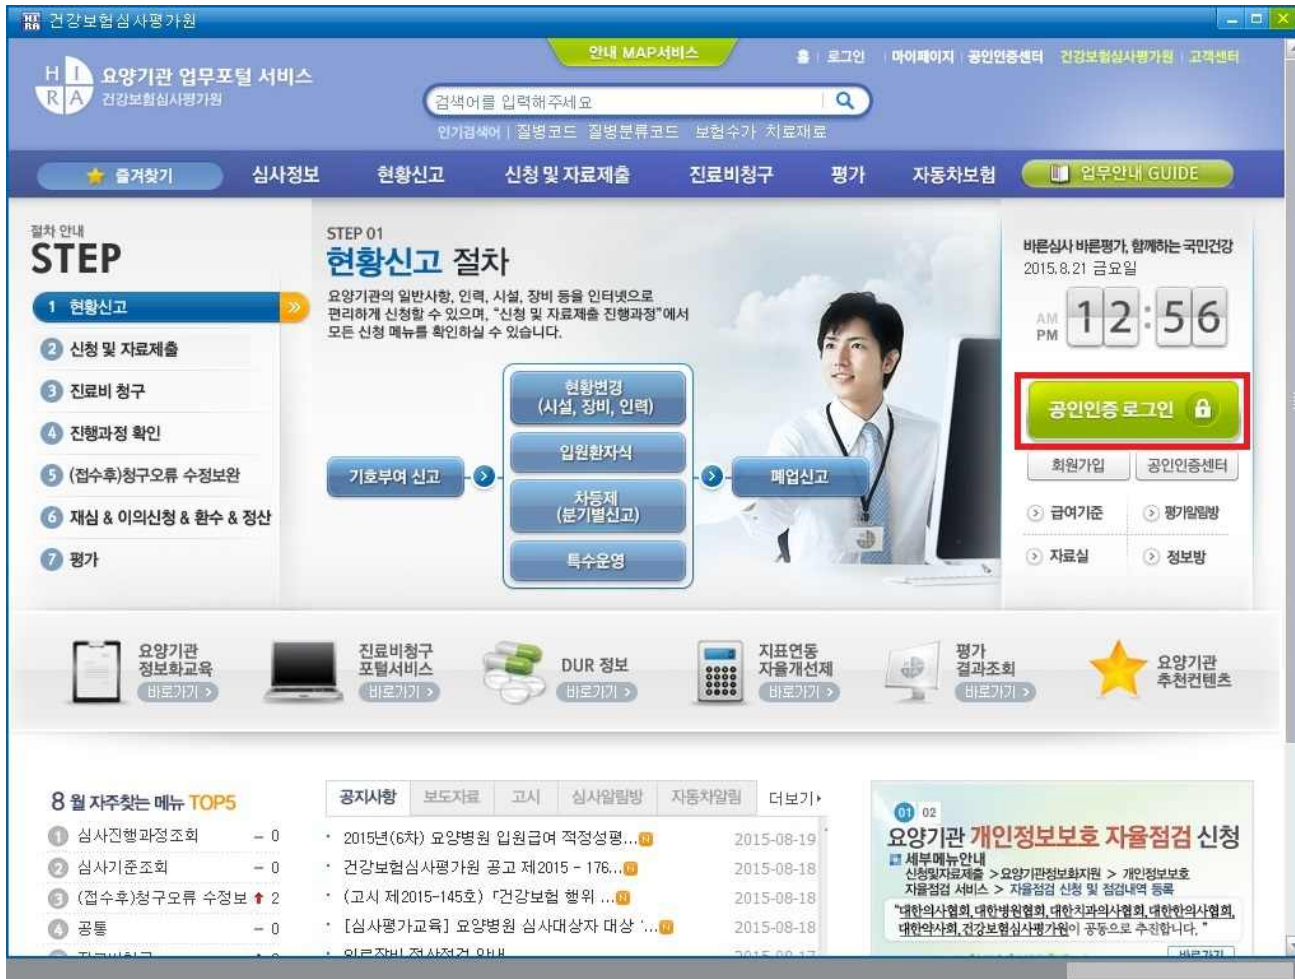 건강보험심사평가원
안내 MAP서비스
홈 로그인 마이페이지 공인인증센터 건강보험심사평가원 고객센터
HIRA
요양기관 업무포털 서비스
건강보험심사평가원
검색어를 입력해주세요
인기검색어 | 질병코드 질병분류코드 보험수가 치료재료
즐겨찾기 심사정보 현황신고 신청 및 자료제출 진료비청구 평가 자동차보험 업무안내 GUIDE
절차 안내
STEP
1 현황신고
2 신청 및 자료제출
3 진료비 청구
4 진행과정 확인
5 (접수후)청구오류 수정보완
6 재심 & 이의신청 & 환수 & 정산
7 평가
STEP 01
현황신고 절차
요양기관의 일반사항, 인력, 시설, 장비 등을 인터넷으로
편리하게 신청할 수 있으며, “신청 및 자료제출 진행과정”에서
모든 신청 메뉴를 확인하실 수 있습니다.
기호부여 신고
현황변경
(시설, 장비, 인력)
입원환자식
차등제
(분기별신고)
특수운영
폐업신고
바른심사 바른평가, 함께하는 국민건강
2015.8.21 금요일
AM
PM
12:56
공인인증 로그인
회원가입 공인인증센터
급여기준 평가알림방
자료실 정보방
요양기관
정보화교육
바로가기
진료비청구
포털서비스
바로가기
DUR 정보
바로가기
지표연동
자율개선제
바로가기
평가
결과조회
바로가기
요양기관
추천컨텐츠
8 월 자주찾는 메뉴 TOP5
1 심사진행과정조회 – 0
2 심사기준조회 – 0
3 (접수후)청구오류 수정보 2
4 공통 – 0
공지사항 보도자료 고시 심사알림방 자동차알림 더보기
· 2015년(6차) 요양병원 입원급여 적정성평... N 2015-08-19
· 건강보험심사평가원 공고 제2015 - 176... N 2015-08-18
· (고시 제2015-145호) 「건강보험 행위 ... N 2015-08-18
· [심사평가교육] 요양병원 심사대상자 대상 '... N 2015-08-18
01 02
요양기관 개인정보보호 자율점검 신청
세부메뉴안내
신청및자료제출 > 요양기관정보화지원 > 개인정보보호
자율점검 서비스 > 자율점검 신청 및 점검내역 등록
"대한의사협회, 대한병원협회, 대한치과의사협회, 대한한의사협회,
대한약사회, 건강보험심사평가원이 공동으로 추진합니다. "